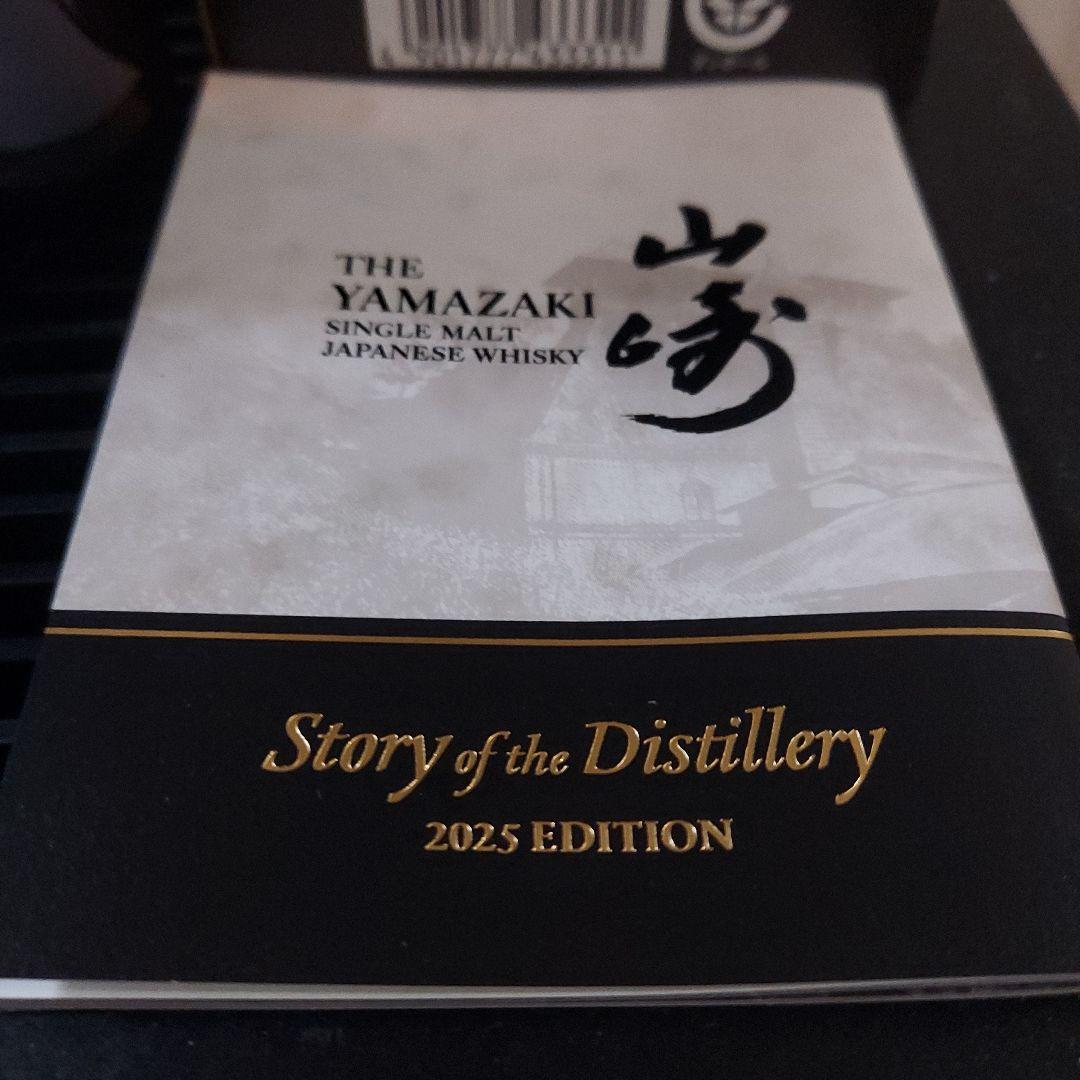 THE
YAMAZAKI
SINGLE MALT
JAPANESE WHISKY
山崎
Story of the Distillery
2025 EDITION